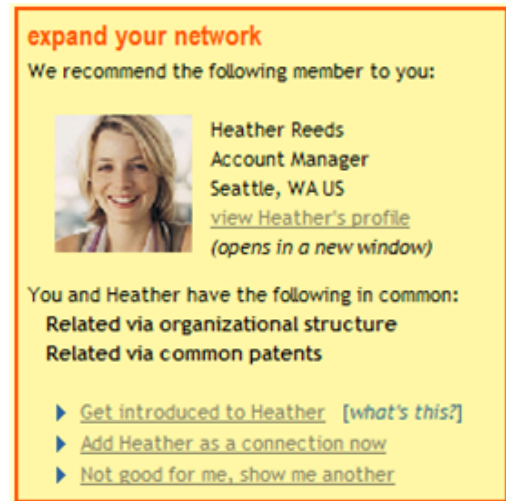 expand your network
We recommend the following member to you:
Heather Reeds
Account Manager
Seattle, WA US
view Heather's profile
(opens in a new window)
You and Heather have the following in common:
Related via organizational structure
Related via common patents
Get introduced to Heather [what's this?]
Add Heather as a connection now
Not good for me, show me another